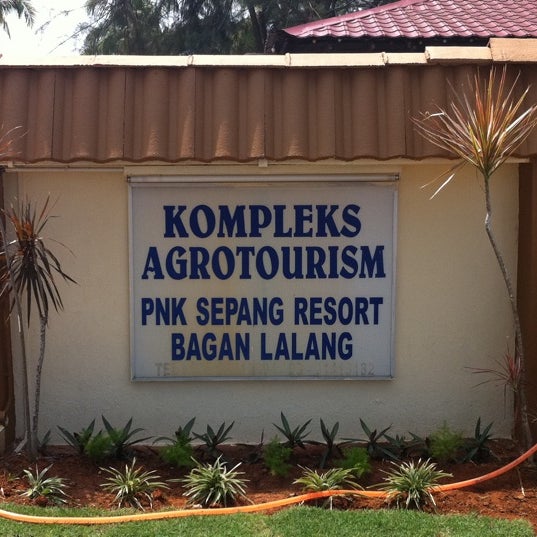 KOMPLEKS
AGROTOURISM
PNK SEPANG RESORT
BAGAN LALANG